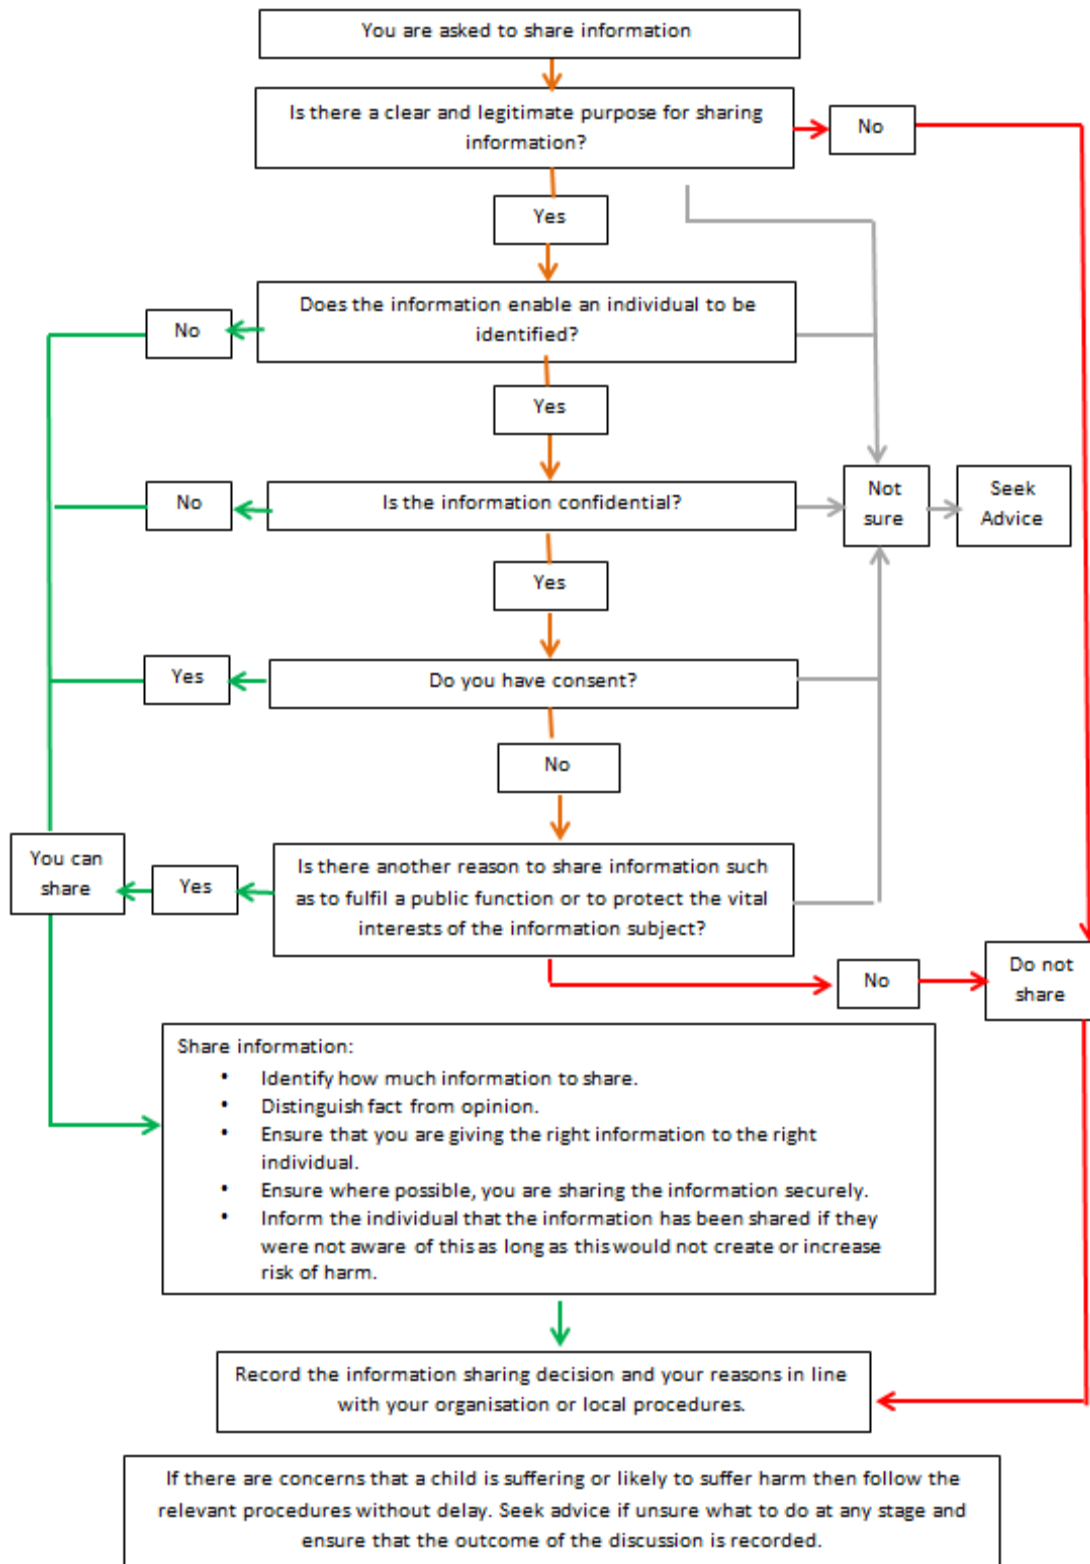 You are asked to share information
Is there a clear and legitimate purpose for sharing
information?
No
Yes
Does the information enable an individual to be
identified?
No
Yes
Is the information confidential?
No
Not
sure
Seek
Advice
Yes
Do you have consent?
Yes
No
Is there another reason to share information such
as to fulfil a public function or to protect the vital
interests of the information subject?
Yes
You can
share
No
Do not
share
Share information:
• Identify how much information to share.
• Distinguish fact from opinion.
• Ensure that you are giving the right information to the right
individual.
• Ensure where possible, you are sharing the information securely.
• Inform the individual that the information has been shared if they
were not aware of this as long as this would not create or increase
risk of harm.
Record the information sharing decision and your reasons in line
with your organisation or local procedures.
If there are concerns that a child is suffering or likely to suffer harm then follow the
relevant procedures without delay. Seek advice if unsure what to do at any stage and
ensure that the outcome of the discussion is recorded.